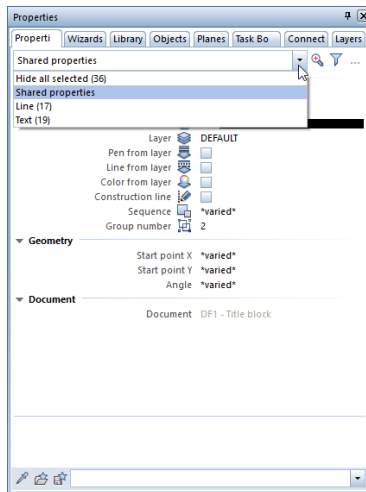 Properties
Properti Wizards Library Objects Planes Task Bo Connect Layers
Shared properties
...
Hide all selected (36)
Shared properties
Line (17)
Text (19)
Layer DEFAULT
Pen from layer
Line from layer
Color from layer
Construction line
Sequence *varied*
Group number 2
Geometry
Start point X *varied*
Start point Y *varied*
Angle *varied*
Document
Document DF1 - Title block